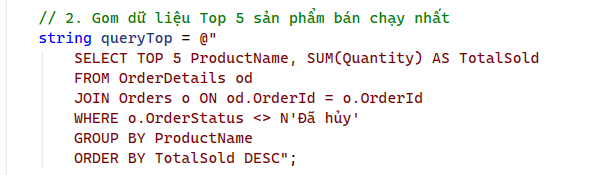 // 2. Gom dữ liệu Top 5 sản phẩm bán chạy nhất
string queryTop = @"
SELECT TOP 5 ProductName, SUM(Quantity) AS TotalSold
FROM OrderDetails od
JOIN Orders o ON od.OrderId = o.OrderId
WHERE o.OrderStatus <> N'Đã hủy'
GROUP BY ProductName
ORDER BY TotalSold DESC";